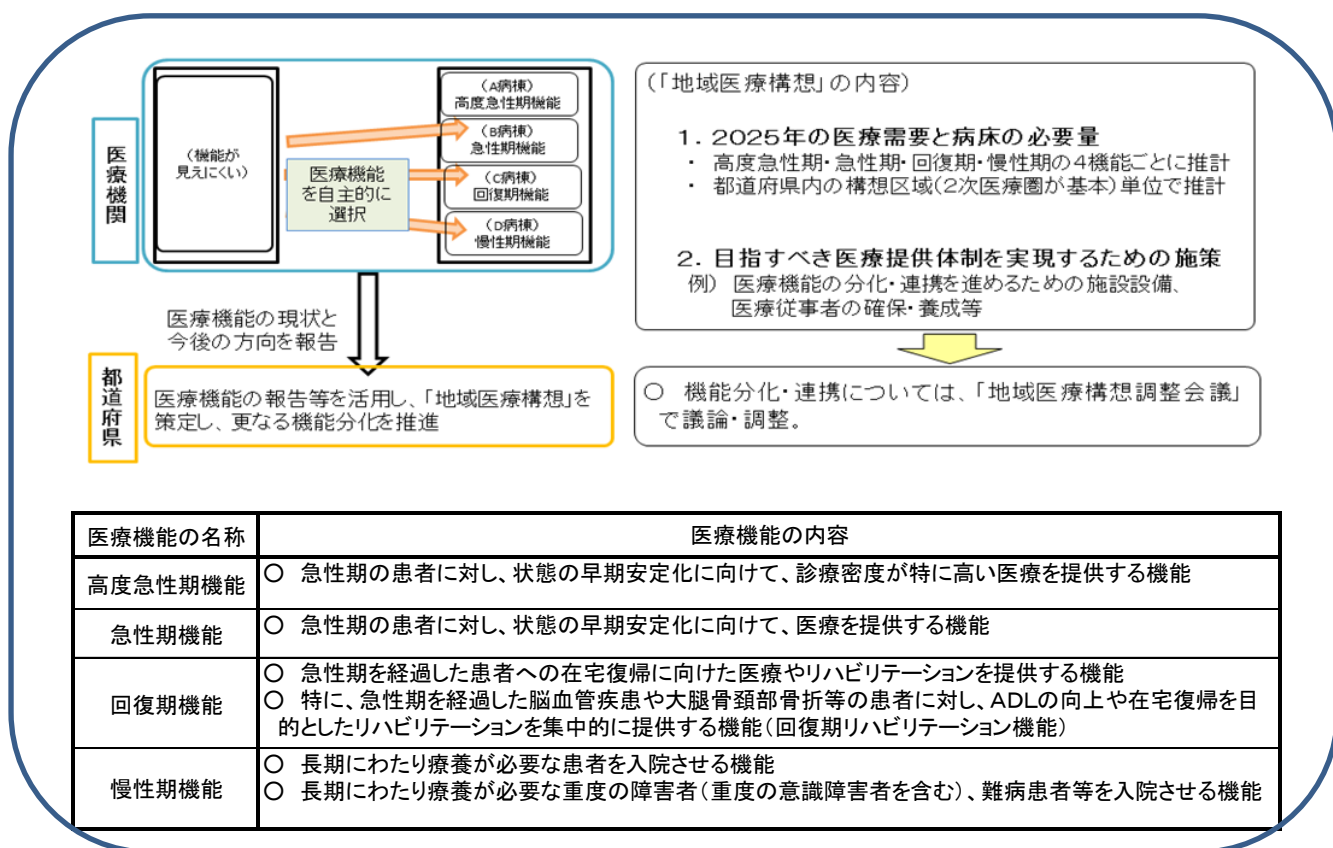 医療機関
(機能が
見えにくい)
医療機能
を自主的に
選択
(A病棟)
高度急性期機能
(B病棟)
急性期機能
(C病棟)
回復期機能
(D病棟)
慢性期機能
医療機能の現状と
今後の方向を報告
都道府県
医療機能の報告等を活用し、「地域医療構想」を
策定し、更なる機能分化を推進
(「地域医療構想」の内容)
1. 2025年の医療需要と病床の必要量
・ 高度急性期・急性期・回復期・慢性期の4機能ごとに推計
・ 都道府県内の構想区域(2次医療圏が基本)単位で推計
2. 目指すべき医療提供体制を実現するための施策
例) 医療機能の分化・連携を進めるための施設設備、
医療従事者の確保・養成等
○ 機能分化・連携については、「地域医療構想調整会議」
で議論・調整。
医療機能の名称 医療機能の内容
高度急性期機能 ○ 急性期の患者に対し、状態の早期安定化に向けて、診療密度が特に高い医療を提供する機能
急性期機能 ○ 急性期の患者に対し、状態の早期安定化に向けて、医療を提供する機能
回復期機能
○ 急性期を経過した患者への在宅復帰に向けた医療やリハビリテーションを提供する機能
○ 特に、急性期を経過した脳血管疾患や大腿骨頚部骨折等の患者に対し、ADLの向上や在宅復帰を目
的としたリハビリテーションを集中的に提供する機能(回復期リハビリテーション機能)
慢性期機能
○ 長期にわたり療養が必要な患者を入院させる機能
○ 長期にわたり療養が必要な重度の障害者(重度の意識障害者を含む)、難病患者等を入院させる機能